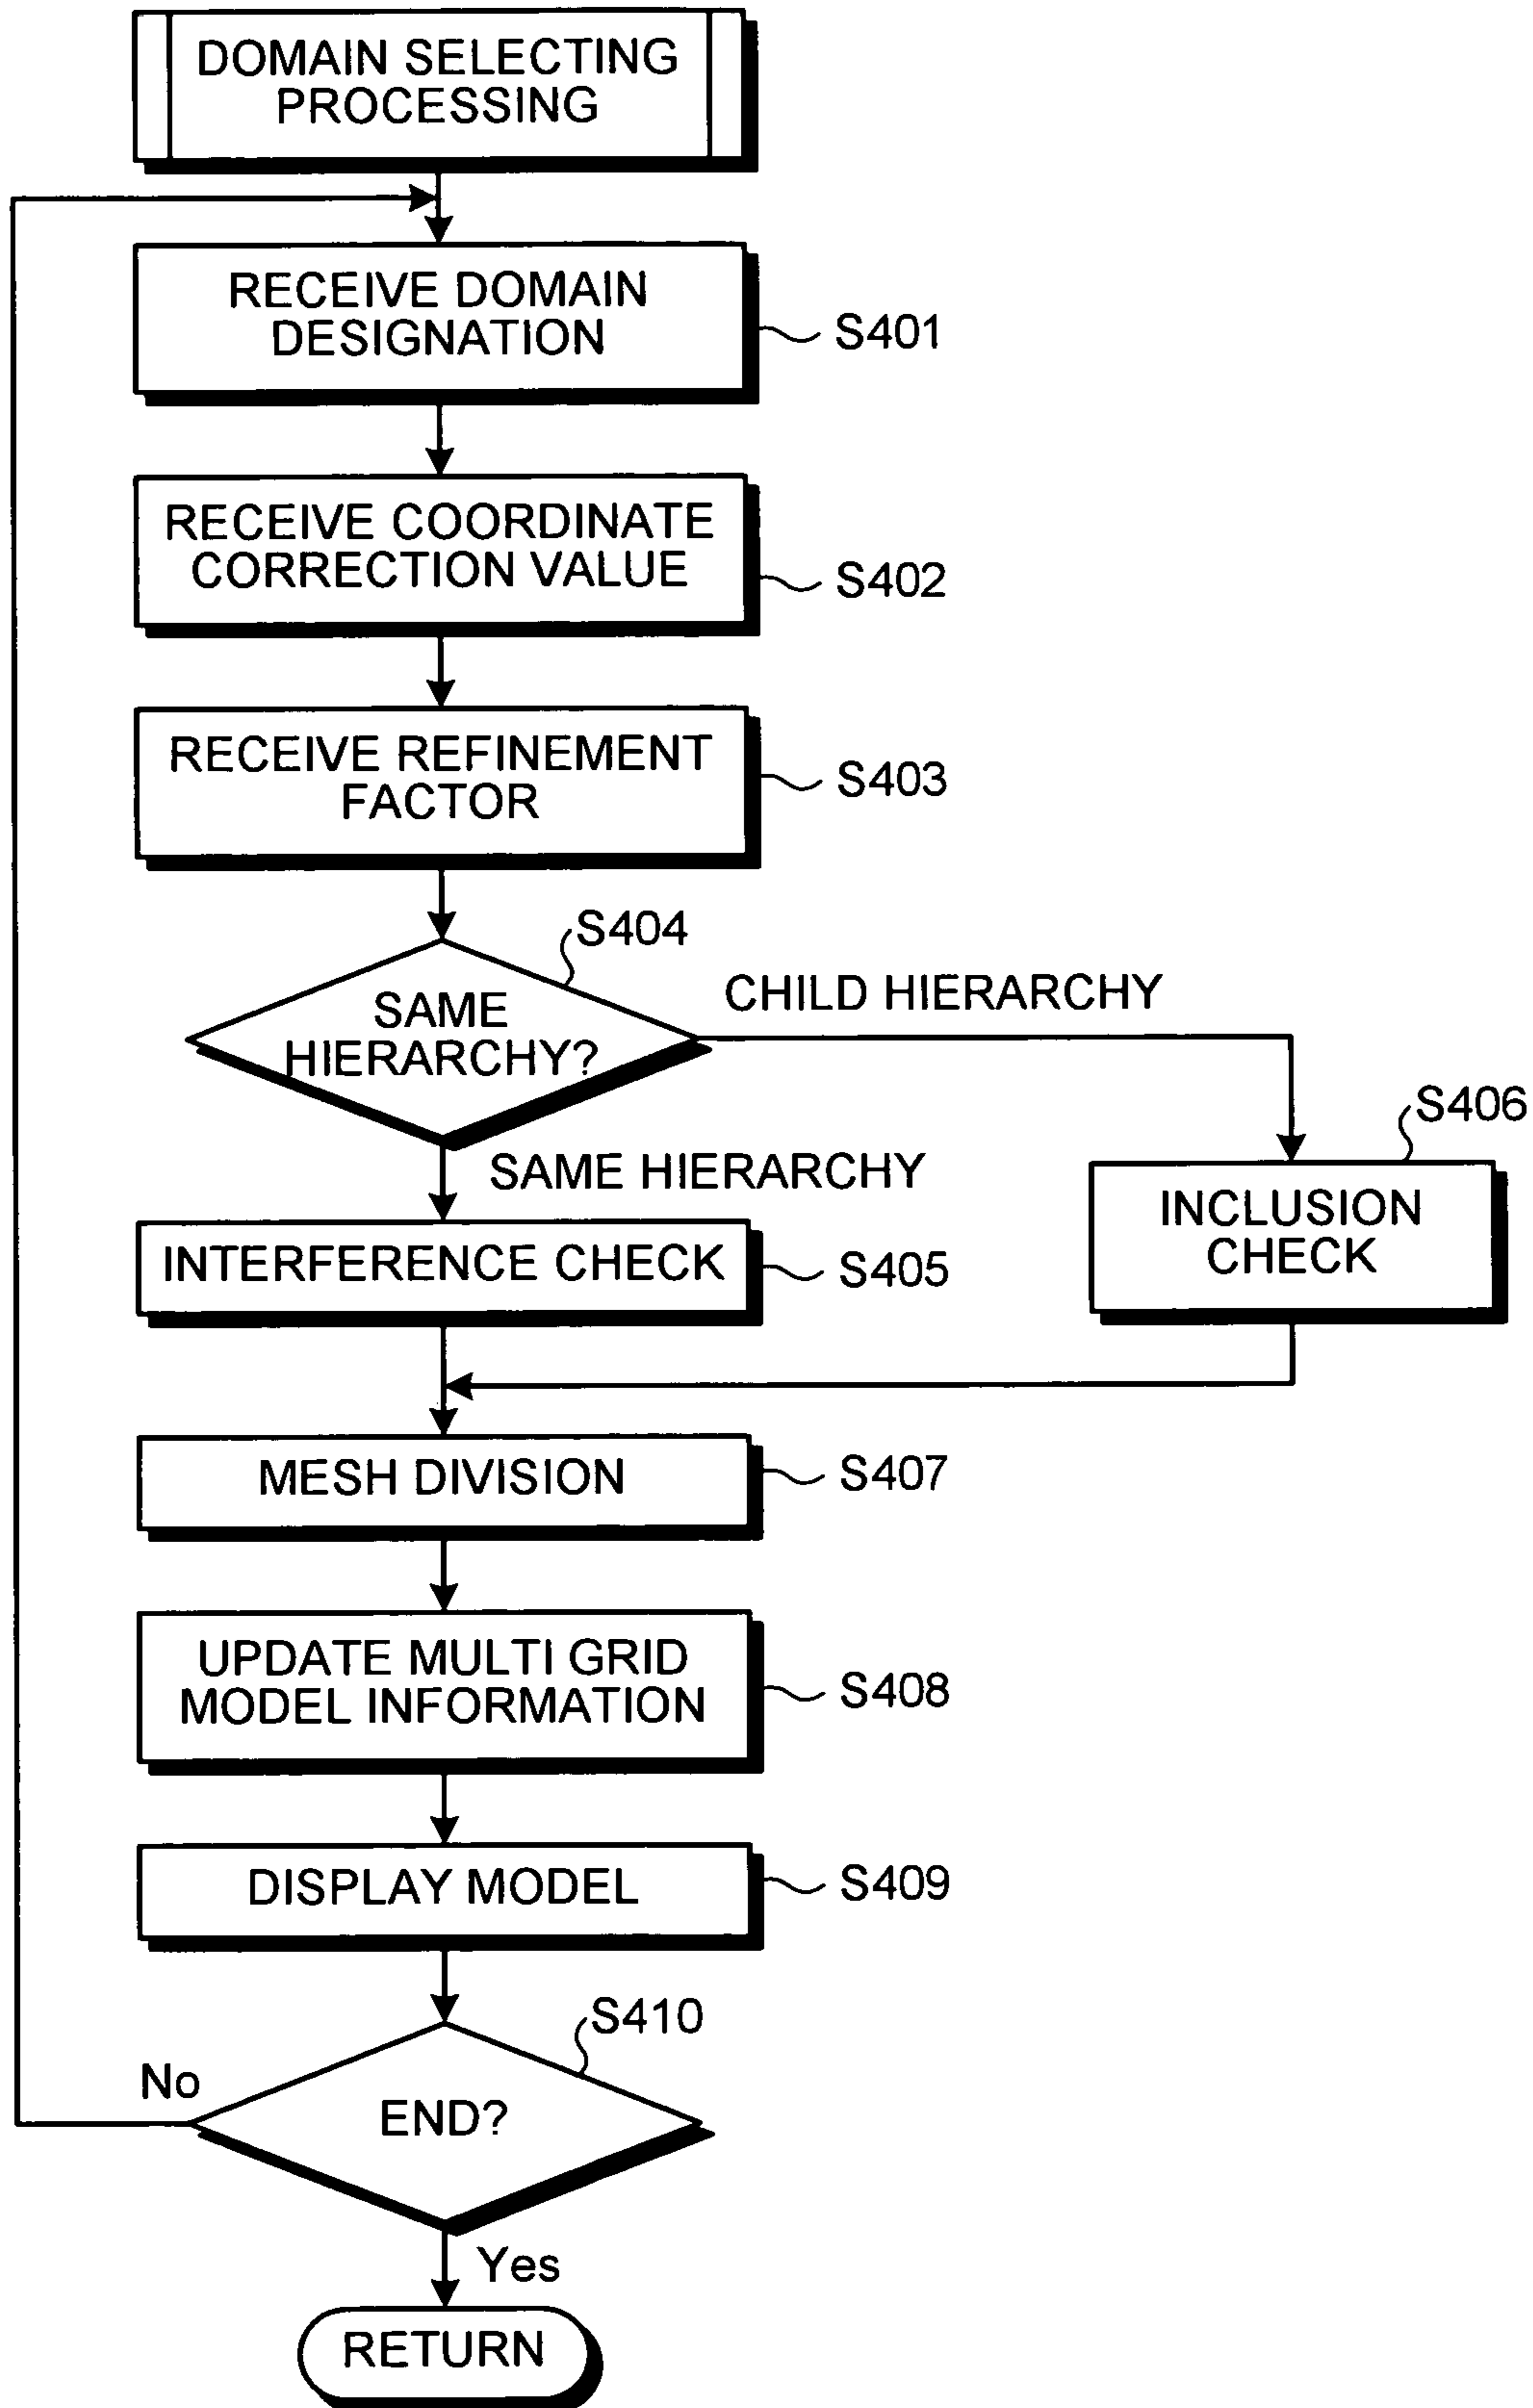 DOMAIN SELECTING
PROCESSING
RECEIVE DOMAIN
DESIGNATION
S401
RECEIVE COORDINATE
CORRECTION VALUE
S402
RECEIVE REFINEMENT
FACTOR
S403
S404
SAME
HIERARCHY?
CHILD HIERARCHY
SAME HIERARCHY
S406
INCLUSION
CHECK
INTERFERENCE CHECK
S405
MESH DIVISION
S407
UPDATE MULTI GRID
MODEL INFORMATION
S408
DISPLAY MODEL
S409
S410
END?
No
Yes
RETURN